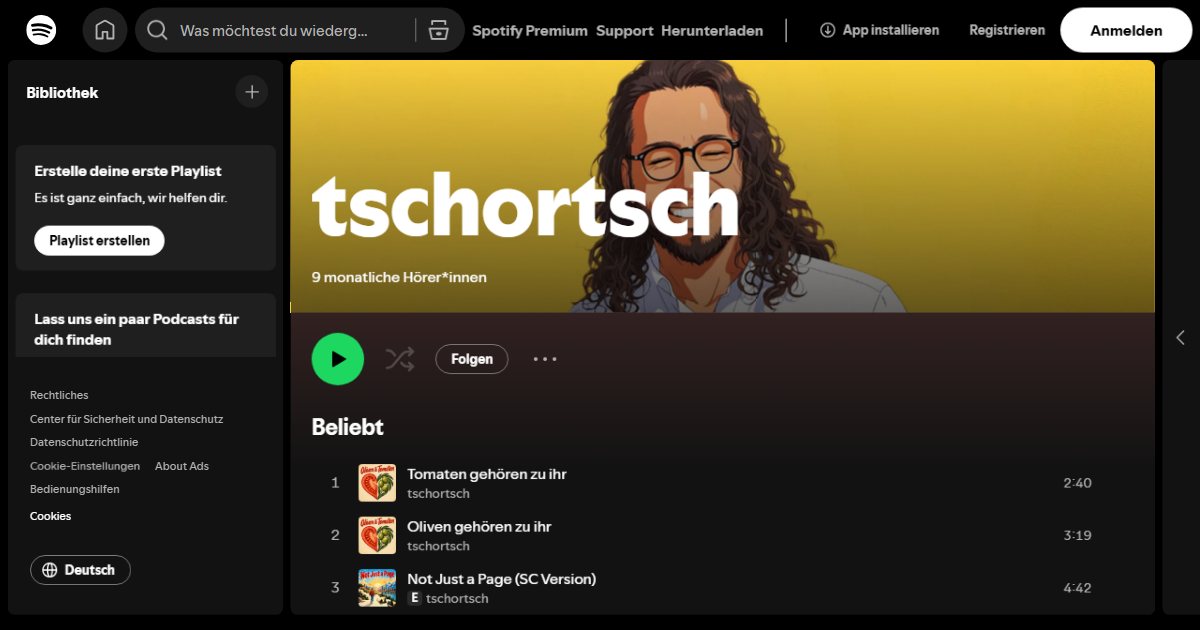 Was möchtest du wiederg...
Spotify Premium Support Herunterladen
App installieren
Registrieren
Anmelden
Bibliothek
Erstelle deine erste Playlist
Es ist ganz einfach, wir helfen dir.
Playlist erstellen
Lass uns ein paar Podcasts für
dich finden
Rechtliches
Center für Sicherheit und Datenschutz
Datenschutzrichtlinie
Cookie-Einstellungen About Ads
Bedienungshilfen
Cookies
Deutsch
tschortsch
9 monatliche Hörer*innen
Folgen
Beliebt
1 Tomaten gehören zu ihr 2:40
tschortsch
2 Oliven gehören zu ihr 3:19
tschortsch
3 Not Just a Page (SC Version) 4:42
E tschortsch
Not Just a Page